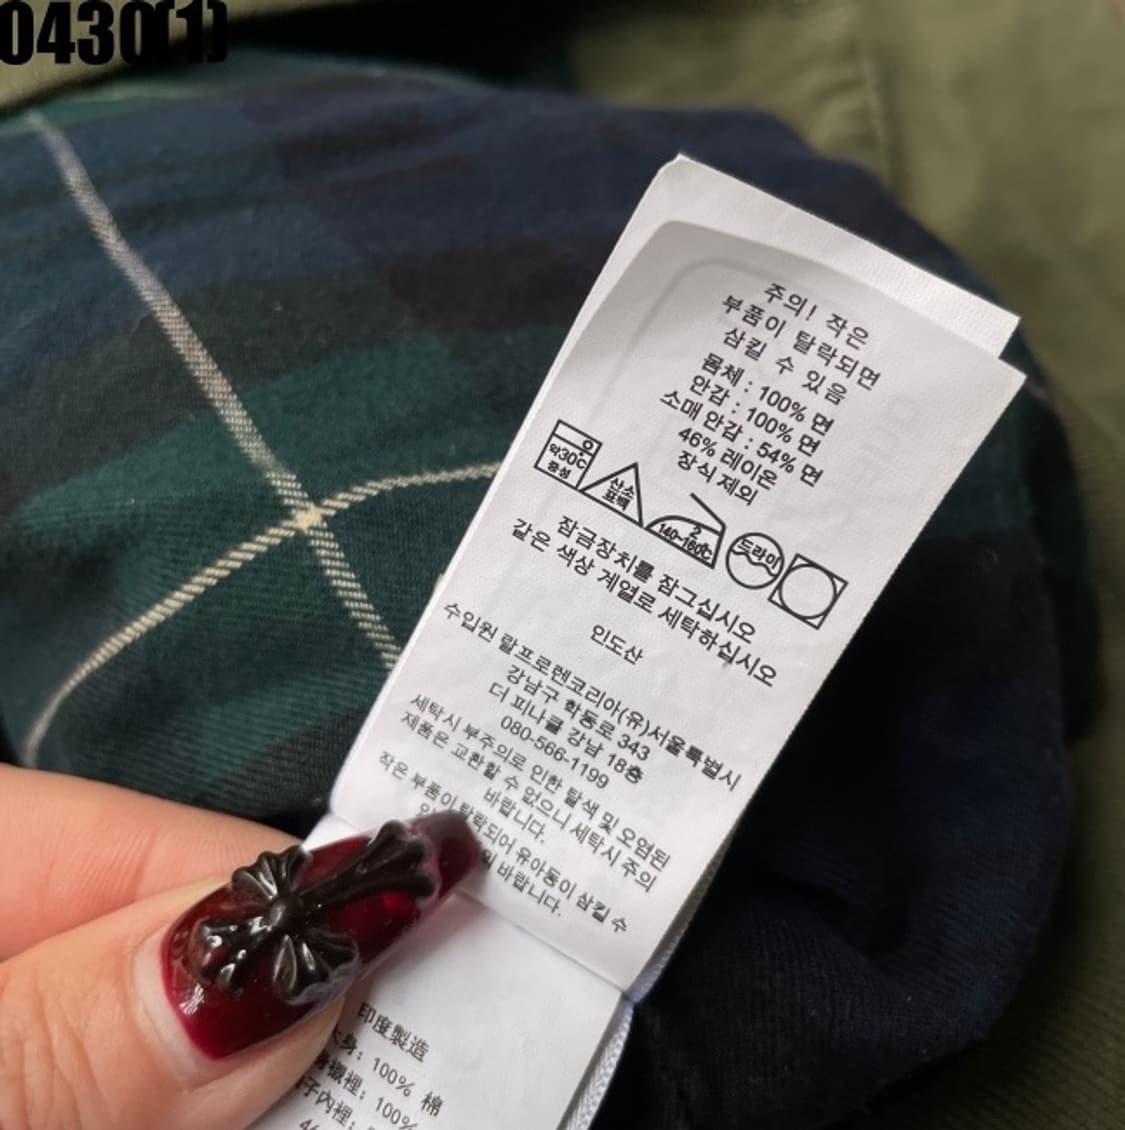 0430(1)
주의! 작은
부품이 탈락되면
삼킬 수 있음
몸체 : 100% 면
안감 : 100% 면
소매 안감 : 54% 면
46% 레이온
장식 제외
약30℃
중성
산소
표백
2
140-160℃
드라이
잠금장치를 잠그십시오
같은 색상 계열로 세탁하십시오
인도산
수입원 랄프로렌코리아(유)서울특별시
강남구 학동로 343
더 피나클 강남 18층
080-566-1199
세탁시 부주의로 인한 탈색 및 오염된
제품은 교환할 수 없으니 세탁시 주의
바랍니다.
작은 부품이 탈락되어 유아동이 삼킬 수
바랍니다.
印度製造
大身: 100% 棉
襯裡: 100%
子內裡:
46